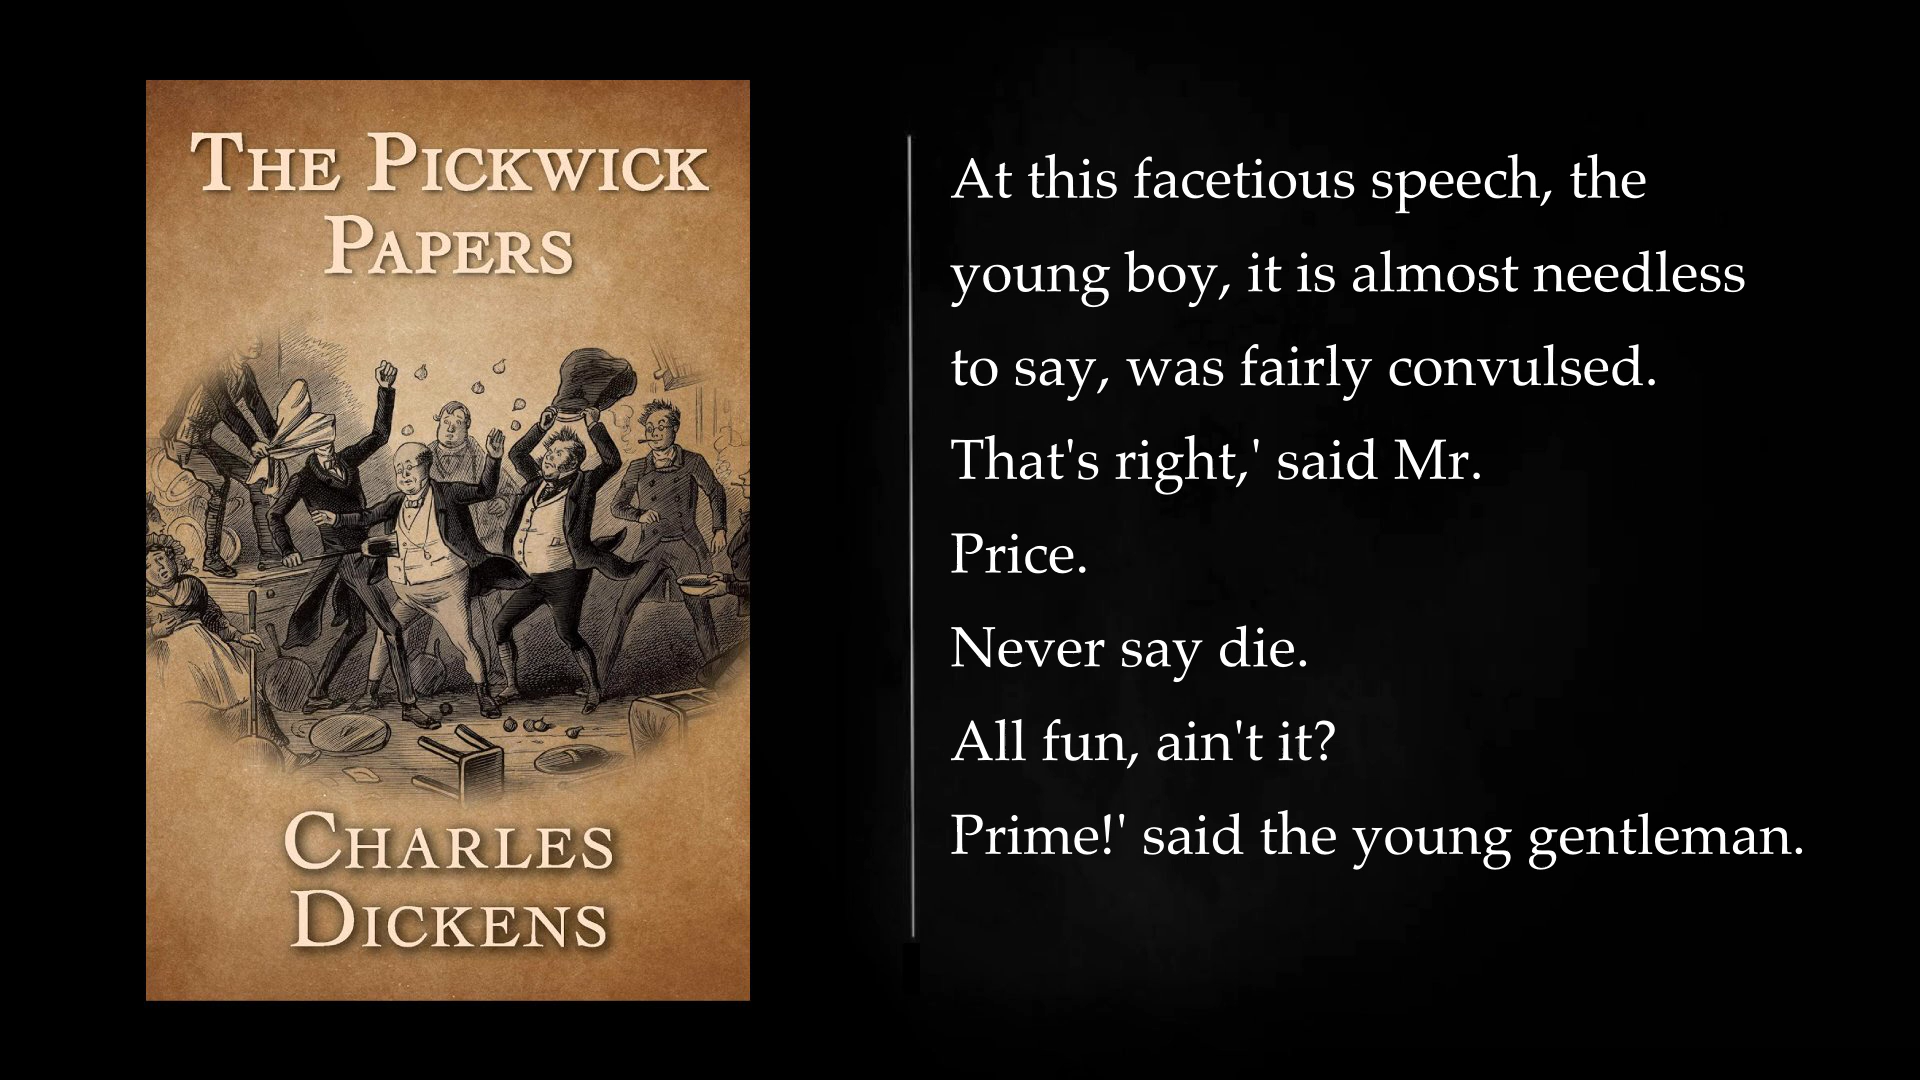 THE PICKWICK
PAPERS
CHARLES
DICKENS
At this facetious speech, the
young boy, it is almost needless
to say, was fairly convulsed.
That's right,' said Mr.
Price.
Never say die.
All fun, ain't it?
Prime!' said the young gentleman.